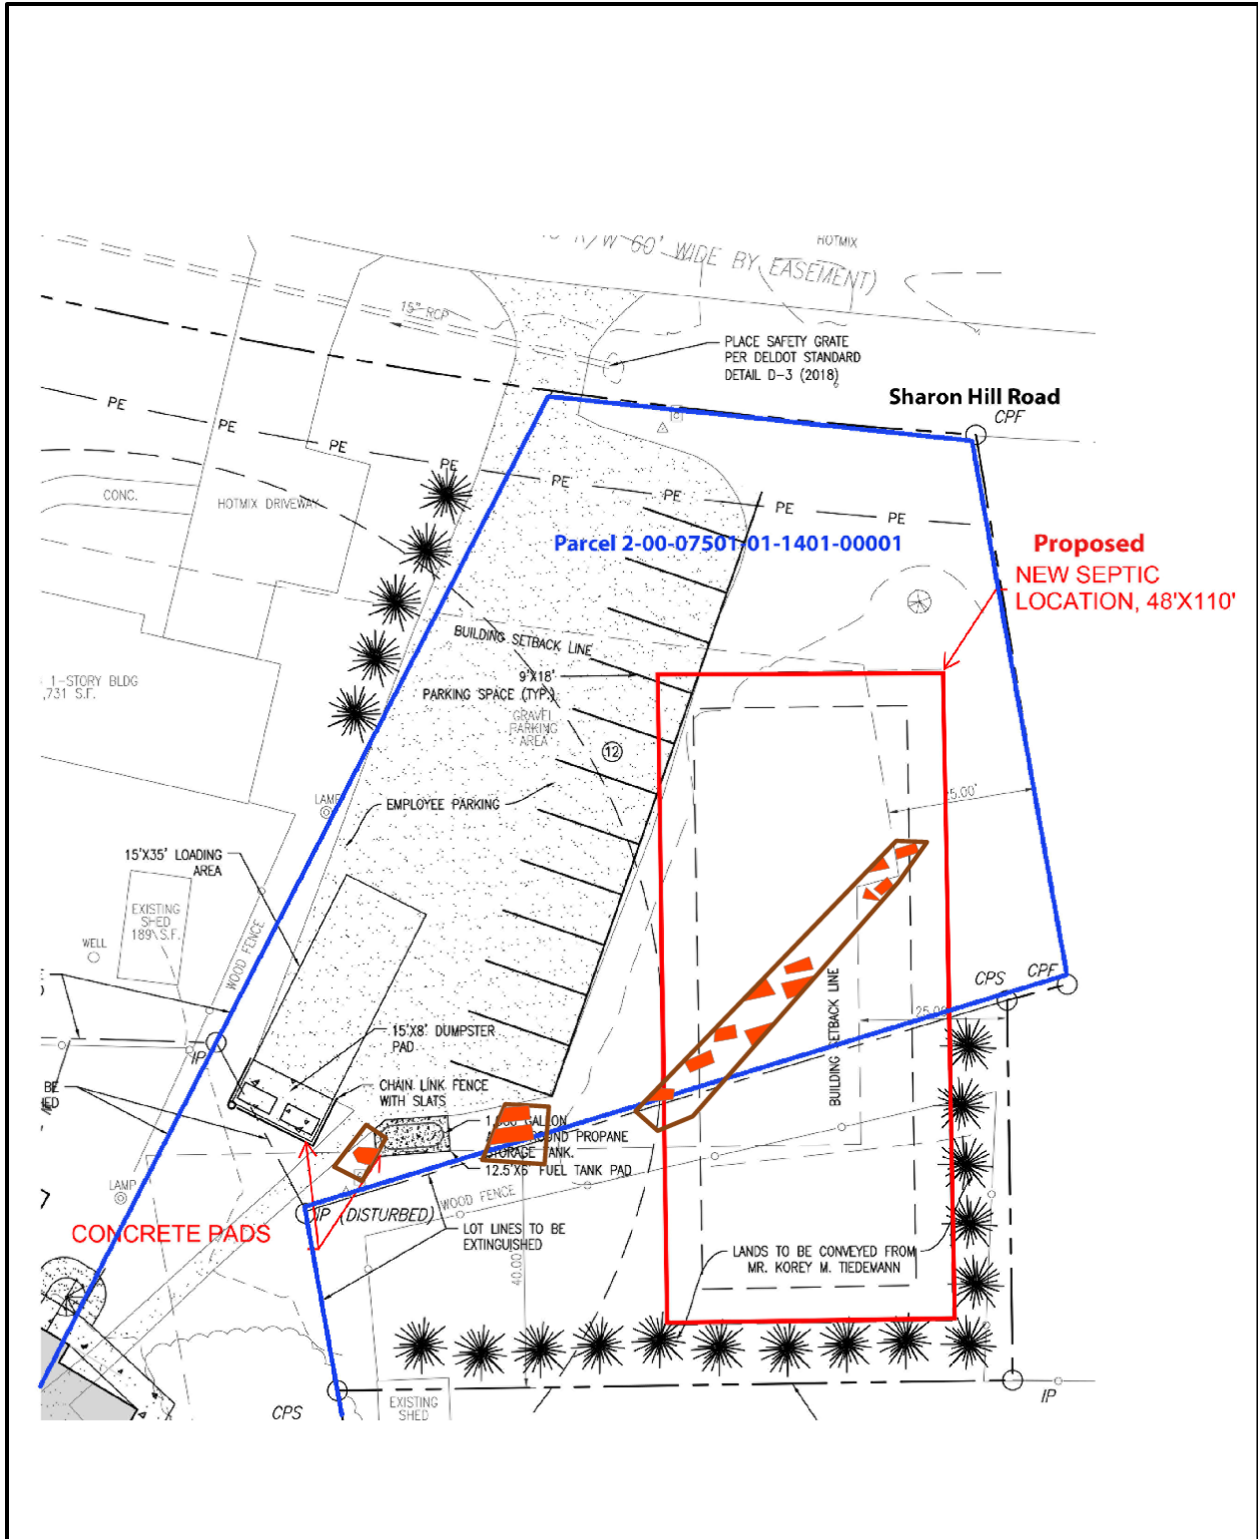 R/W 60' WIDE BY EASEMENT)
HOTMIX
15" RCP
PLACE SAFETY GRATE
PER DELDOT STANDARD
DETAIL D-3 (2018)
Sharon Hill Road
CPF
PE
PE
PE
PE
PE
PE
PE
PE
CONC.
HOTMIX DRIVEWAY
Parcel 2-00-07501-01-1401-00001
Proposed
NEW SEPTIC
LOCATION, 48'X110'
BUILDING SETBACK LINE
1-STORY BLDG
,731 S.F.
9'X18'
PARKING SPACE (TYP.)
GRAVEL
PARKING
AREA
12
LAMP
EMPLOYEE PARKING
5.00'
15'X35' LOADING
AREA
EXISTING
SHED
189 S.F.
WELL
WOOD FENCE
CPS
CPF
BUILDING SETBACK LINE
25.00'
15'X8' DUMPSTER
PAD
IP
BE
CHAIN LINK FENCE
WITH SLATS
GALLON
PROPANE
STORAGE TANK.
12.5'X6' FUEL TANK PAD
LAMP
WOOD FENCE
IP (DISTURBED)
CONCRETE PADS
LOT LINES TO BE
EXTINGUISHED
40.00'
LANDS TO BE CONVEYED FROM
MR. KOREY M. TIEDEMANN
CPS
EXISTING
SHED
IP